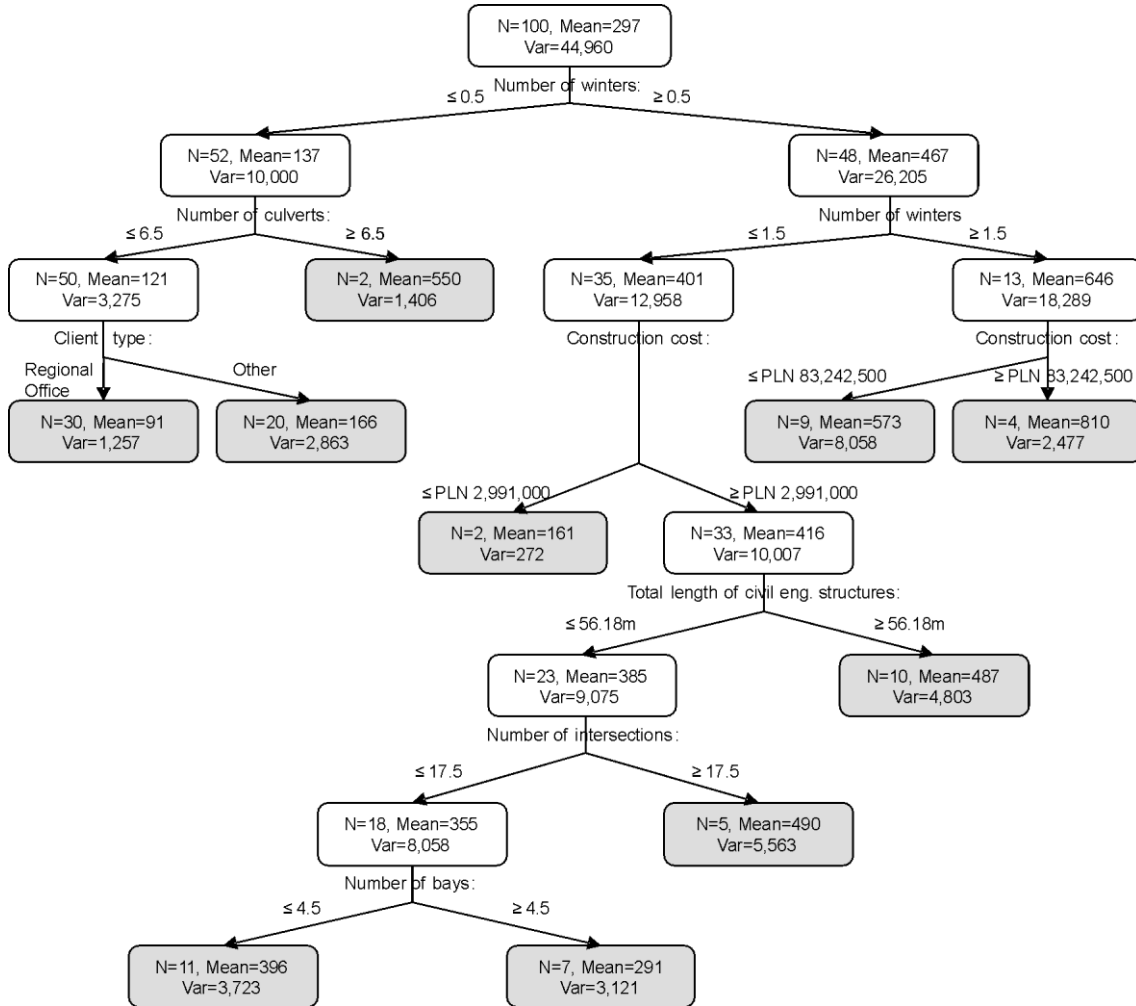 N=100, Mean=297
Var=44,960
Number of winters:
≤ 0.5
≥ 0.5
N=52, Mean=137
Var=10,000
N=48, Mean=467
Var=26,205
Number of culverts:
Number of winters
≤ 6.5
≥ 6.5
≤ 1.5
≥ 1.5
N=50, Mean=121
Var=3,275
N=2, Mean=550
Var=1,406
N=35, Mean=401
Var=12,958
N=13, Mean=646
Var=18,289
Client type:
Construction cost:
Construction cost:
Regional
Office
Other
≤PLN 83,242,500
≥PLN 83,242,500
N=30, Mean=91
Var=1,257
N=20, Mean=166
Var=2,863
N=9, Mean=573
Var=8,058
N=4, Mean=810
Var=2,477
≤PLN 2,991,000
≥PLN 2,991,000
N=2, Mean=161
Var=272
N=33, Mean=416
Var=10,007
Total length of civil eng. structures:
≤56.18m
≥ 56.18m
N=23, Mean=385
Var=9,075
N=10, Mean=487
Var=4,803
Number of intersections:
≤ 17.5
≥ 17.5
N=18, Mean=355
Var=8,058
N=5, Mean=490
Var=5,563
Number of bays:
≤ 4.5
≥ 4.5
N=11, Mean=396
Var=3,723
N=7, Mean=291
Var=3,121